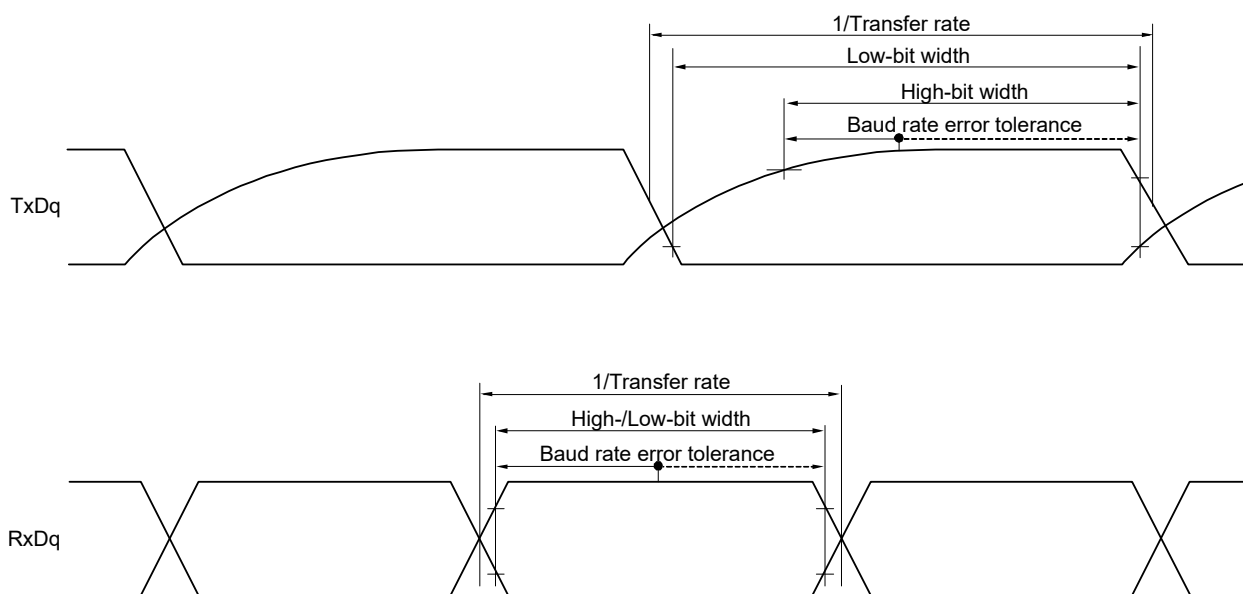 1/Transfer rate
Low-bit width
High-bit width
Baud rate error tolerance
TxDq
1/Transfer rate
High-/Low-bit width
Baud rate error tolerance
RxDq